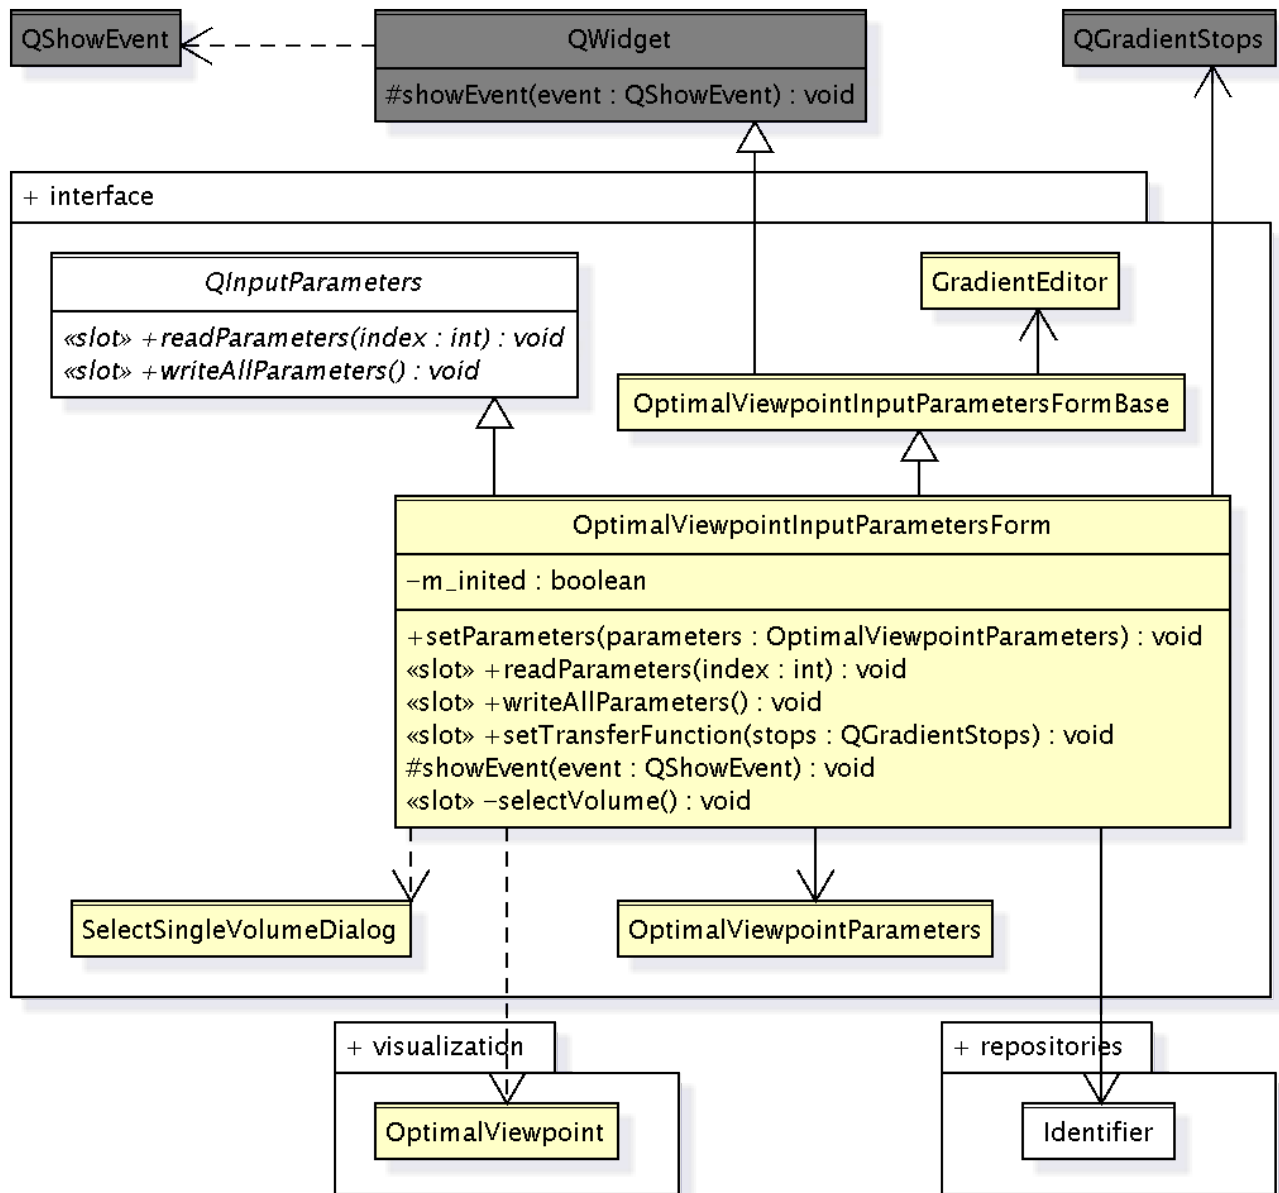 QShowEvent
QWidget
#showEvent(event : QShowEvent) : void
QGradientStops
+ interface
QInputParameters
«slot» +readParameters(index : int) : void
«slot» +writeAllParameters() : void
GradientEditor
OptimalViewpointInputParametersFormBase
OptimalViewpointInputParametersForm
−m_inited : boolean
+setParameters(parameters : OptimalViewpointParameters) : void
«slot» +readParameters(index : int) : void
«slot» +writeAllParameters() : void
«slot» +setTransferFunction(stops : QGradientStops) : void
#showEvent(event : QShowEvent) : void
«slot» −selectVolume() : void
SelectSingleVolumeDialog
OptimalViewpointParameters
+ visualization
OptimalViewpoint
+ repositories
Identifier